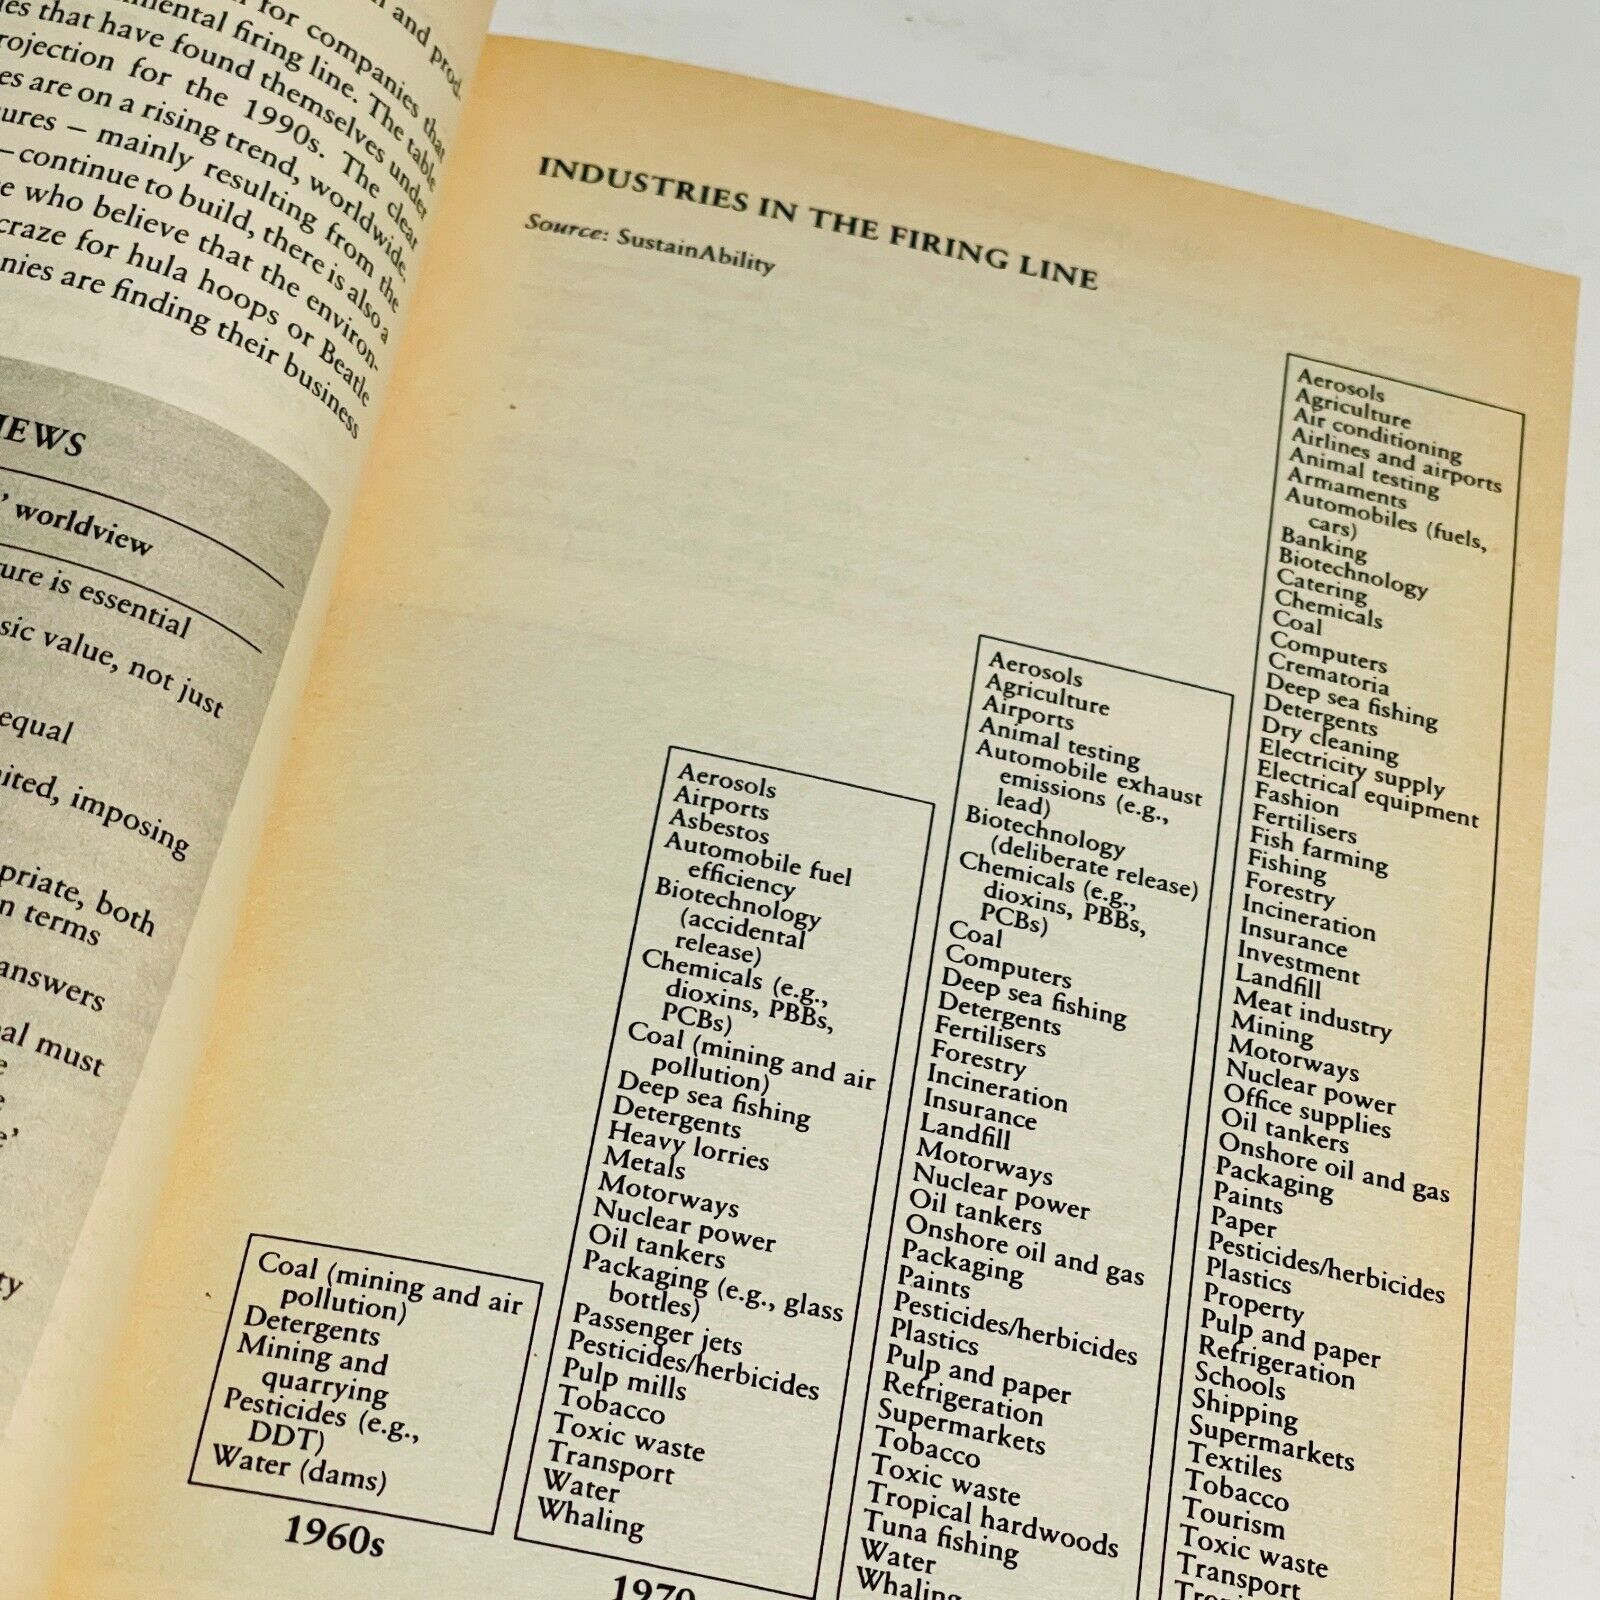 and prod.
for companies that
mental firing line. The table
es that have found themselves under
rojection for the 1990s. The clear
es are on a rising trend, worldwide,
ures – mainly resulting from the
– continue to build, there is also a
e who believe that the environ-
craze for hula hoops or Beatle
nies are finding their business
IEWS
' worldview
ure is essential
sic value, not just
equal
ited, imposing
priate, both
n terms
answers
al must
e
e
e'
ty
INDUSTRIES IN THE FIRING LINE
Source: SustainAbility
Coal (mining and air
pollution)
Detergents
Mining and
quarrying
Pesticides (e.g.,
DDT)
Water (dams)
1960s
Aerosols
Airports
Asbestos
Automobile fuel
efficiency
Biotechnology
(accidental
release)
Chemicals (e.g.,
dioxins, PBBs,
PCBs)
Coal (mining and air
pollution)
Deep sea fishing
Detergents
Heavy lorries
Metals
Motorways
Nuclear power
Oil tankers
Packaging (e.g., glass
bottles)
Passenger jets
Pesticides/herbicides
Pulp mills
Tobacco
Toxic waste
Transport
Water
Whaling
1970
Aerosols
Agriculture
Airports
Animal testing
Automobile exhaust
emissions (e.g.,
lead)
Biotechnology
(deliberate release)
Chemicals (e.g.,
dioxins, PBBs,
PCBs)
Coal
Computers
Deep sea fishing
Detergents
Fertilisers
Forestry
Incineration
Insurance
Landfill
Motorways
Nuclear power
Oil tankers
Onshore oil and gas
Packaging
Paints
Pesticides/herbicides
Plastics
Pulp and paper
Refrigeration
Supermarkets
Tobacco
Toxic waste
Tropical hardwoods
Tuna fishing
Water
Whaling
Aerosols
Agriculture
Air conditioning
Airlines and airports
Animal testing
Armaments
Automobiles (fuels,
cars)
Banking
Biotechnology
Catering
Chemicals
Coal
Computers
Crematoria
Deep sea fishing
Detergents
Dry cleaning
Electricity supply
Electrical equipment
Fashion
Fertilisers
Fish farming
Fishing
Forestry
Incineration
Insurance
Investment
Landfill
Meat industry
Mining
Motorways
Nuclear power
Office supplies
Oil tankers
Onshore oil and gas
Packaging
Paints
Paper
Pesticides/herbicides
Plastics
Property
Pulp and paper
Refrigeration
Schools
Shipping
Supermarkets
Textiles
Tobacco
Tourism
Toxic waste
Transport